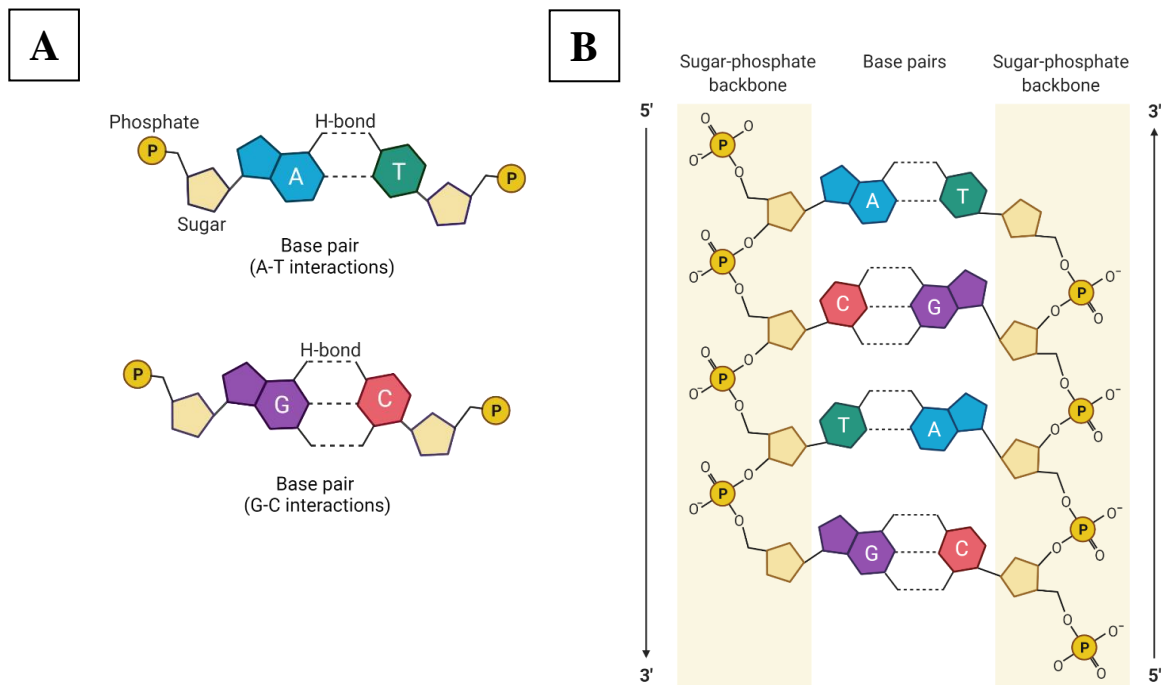 A
Phosphate
P
H-bond
A
T
P
Sugar
Base pair
(A-T interactions)
H-bond
P
G
C
P
Base pair
(G-C interactions)
B
Sugar-phosphate
backbone
Base pairs
Sugar-phosphate
backbone
5'
3'
O
O
P
O⁻
O
A
T
O
O
P
O⁻
O
O
P
O⁻
O
C
G
O
O
O
P
O⁻
O
O
P
O⁻
O
T
A
O
O
O
P
O⁻
O
O
P
O⁻
O
G
C
O
O
O
P
O⁻
O
O
P
O⁻
O
3'
5'